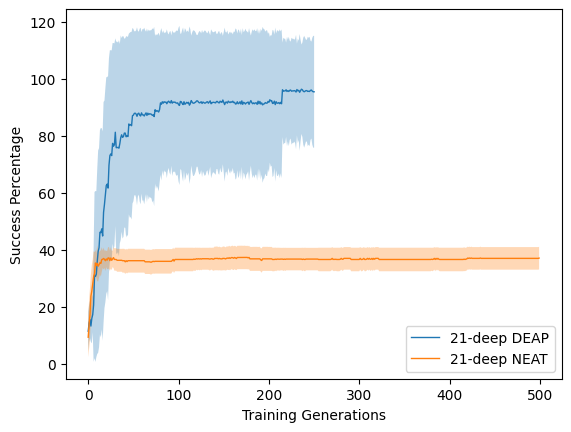 120
100
80
60
40
20
0
Success Percentage
0 100 200 300 400 500
Training Generations
21-deep DEAP
21-deep NEAT